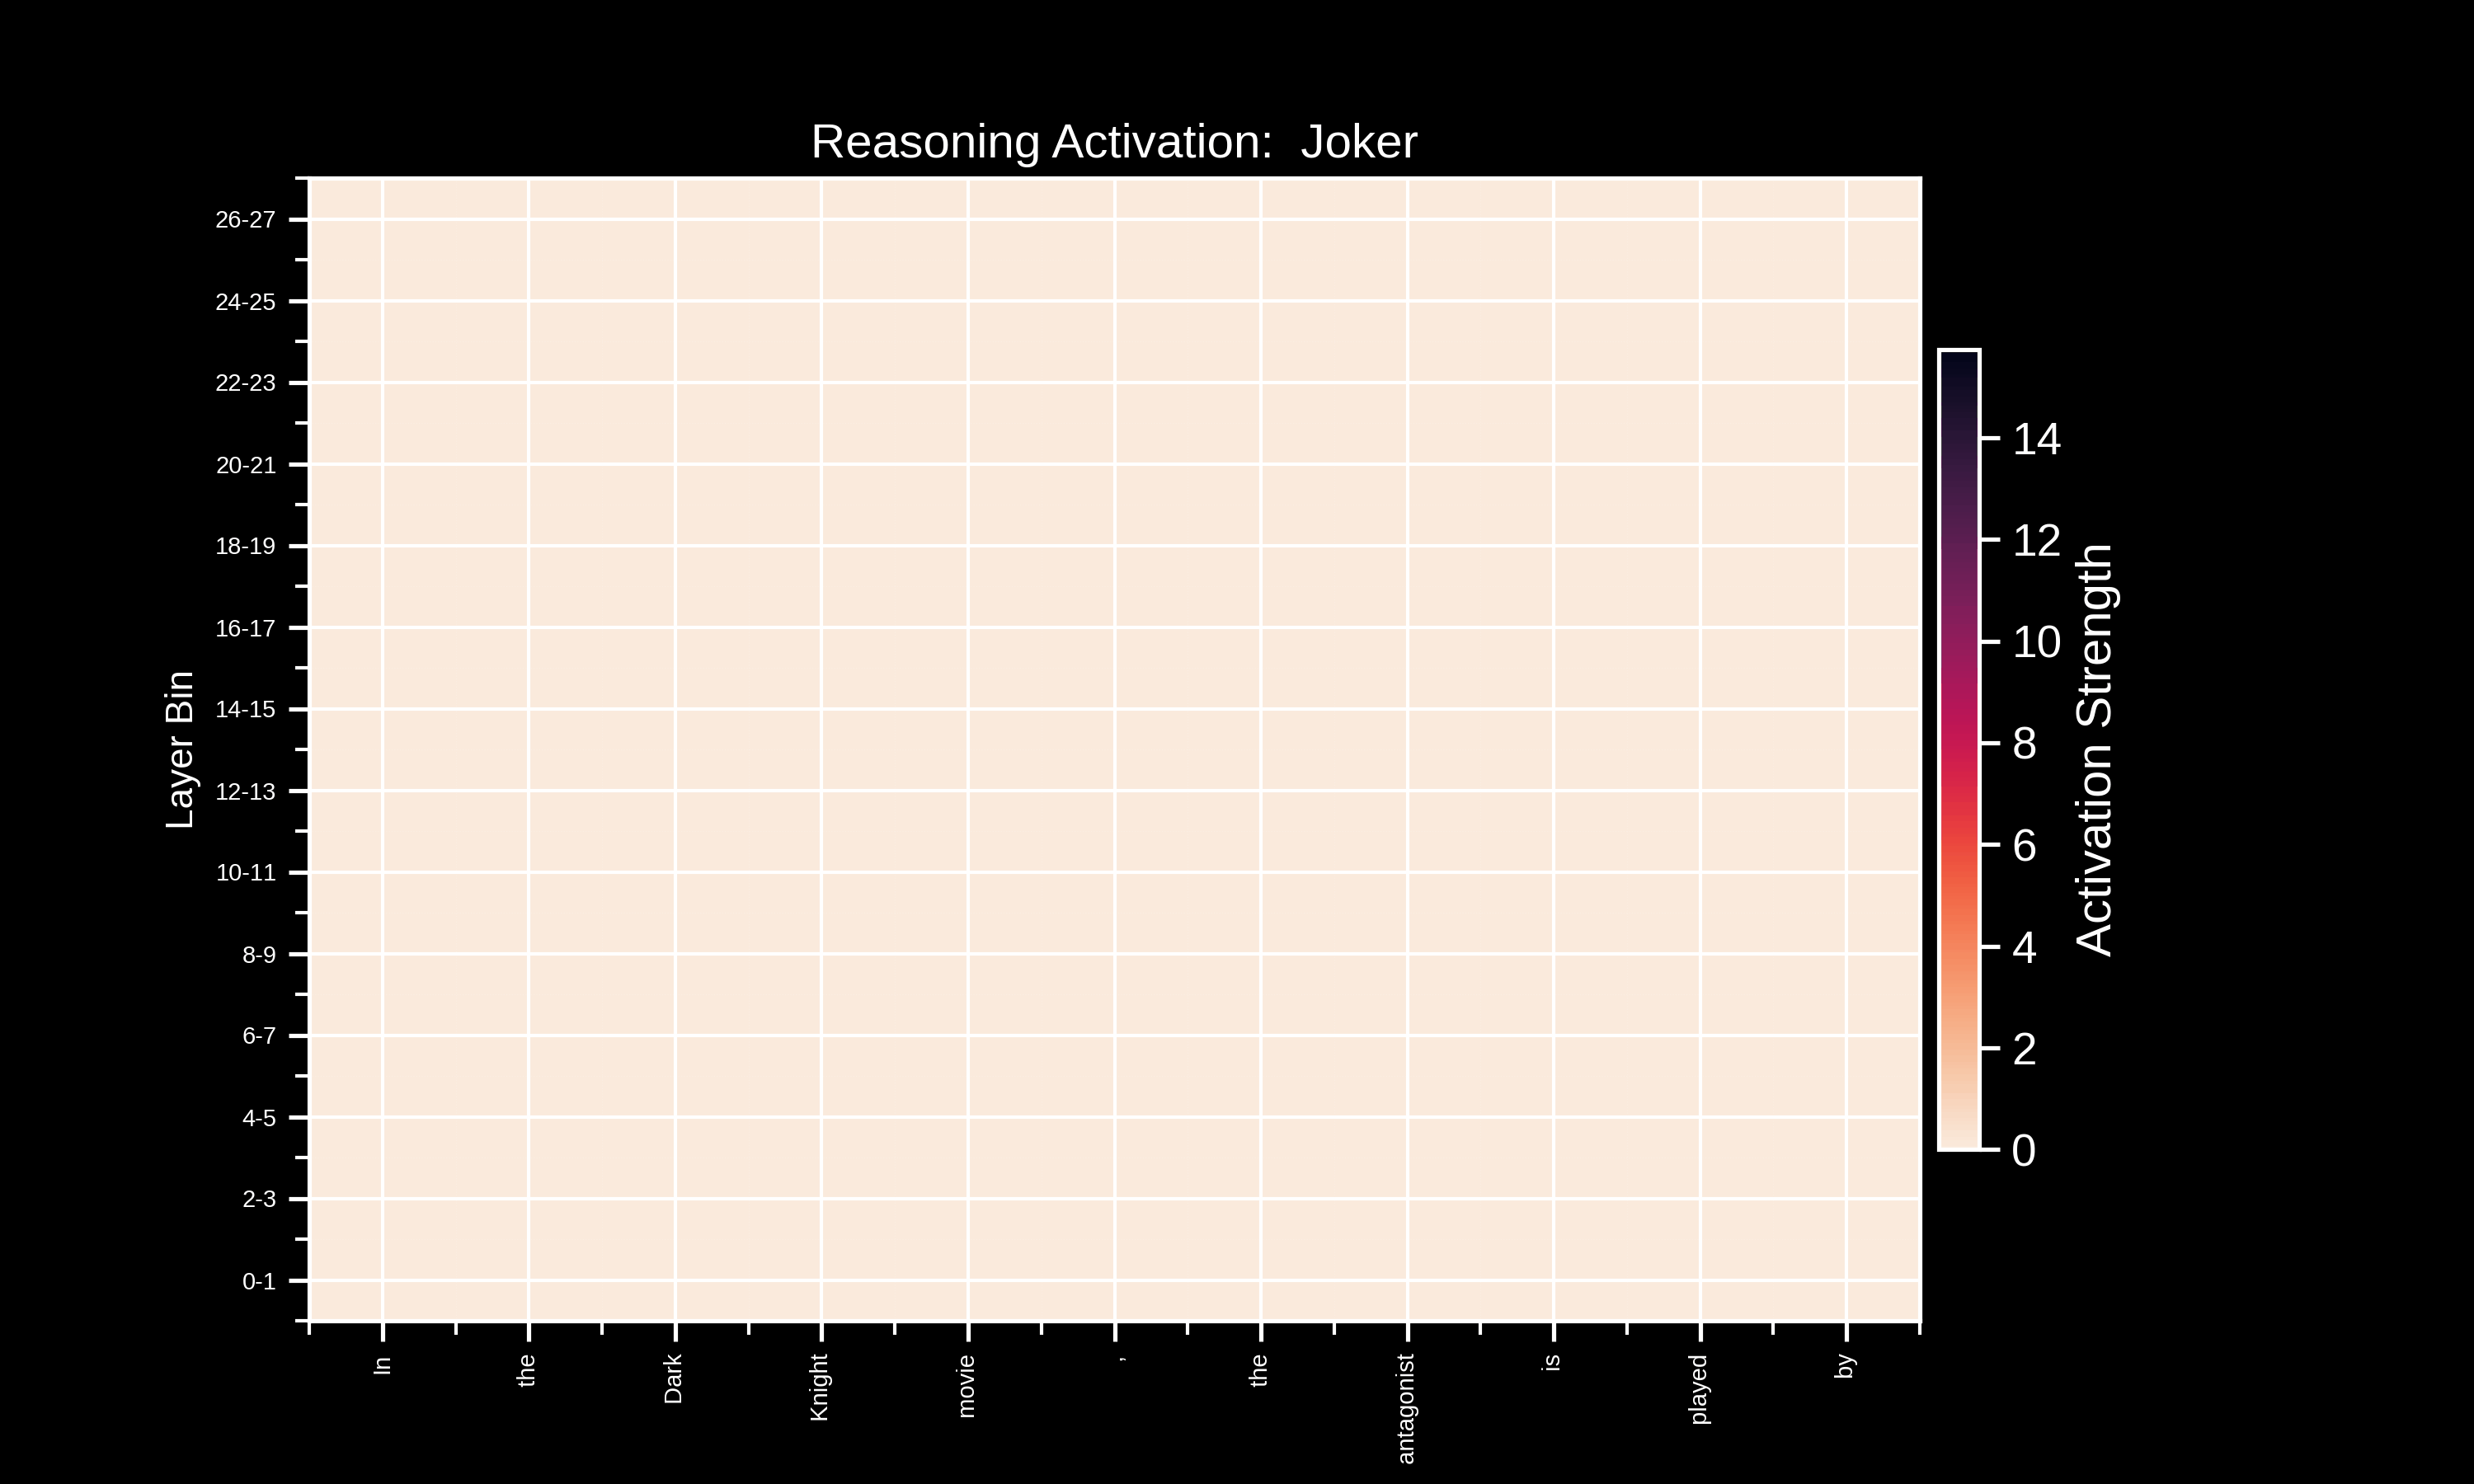 Reasoning Activation:  Joker
Layer Bin
26-27
24-25
22-23
20-21
18-19
16-17
14-15
12-13
10-11
8-9
6-7
4-5
2-3
0-1
In
the
Dark
Knight
movie
,
the
antagonist
is
played
by
14
12
10
8
6
4
2
0
Activation Strength